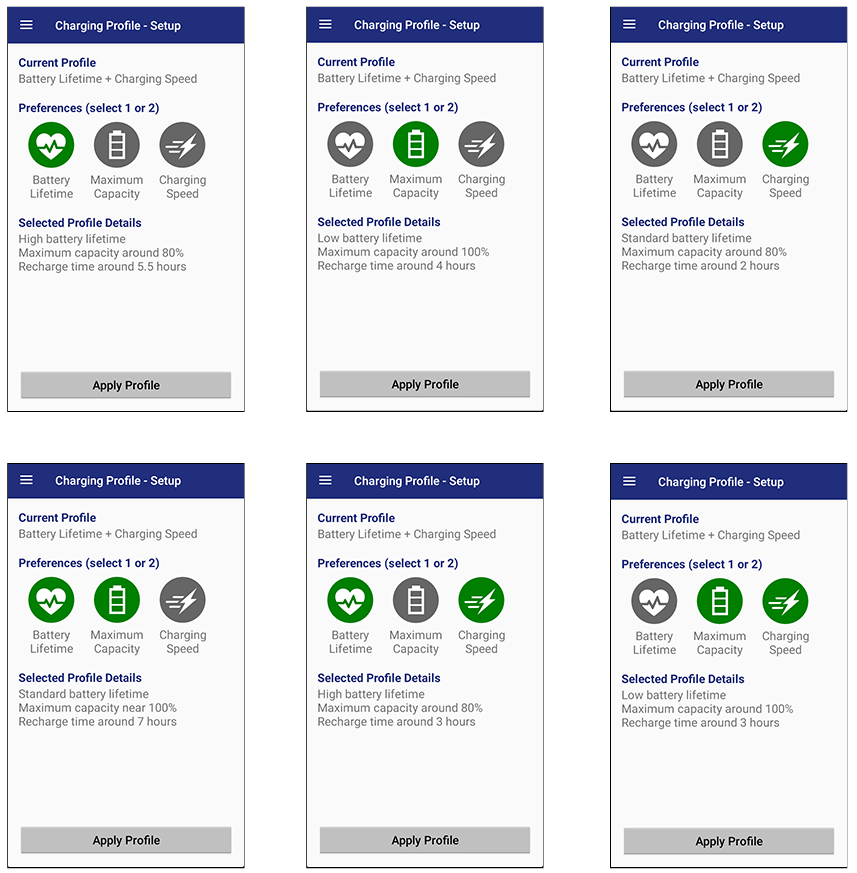 Charging Profile - Setup
Current Profile
Battery Lifetime + Charging Speed
Preferences (select 1 or 2)
Battery Lifetime
Maximum Capacity
Charging Speed
Selected Profile Details
High battery lifetime
Maximum capacity around 80%
Recharge time around 5.5 hours
Apply Profile
Charging Profile - Setup
Current Profile
Battery Lifetime + Charging Speed
Preferences (select 1 or 2)
Battery Lifetime
Maximum Capacity
Charging Speed
Selected Profile Details
Low battery lifetime
Maximum capacity around 100%
Recharge time around 4 hours
Apply Profile
Charging Profile - Setup
Current Profile
Battery Lifetime + Charging Speed
Preferences (select 1 or 2)
Battery Lifetime
Maximum Capacity
Charging Speed
Selected Profile Details
Standard battery lifetime
Maximum capacity around 80%
Recharge time around 2 hours
Apply Profile
Charging Profile - Setup
Current Profile
Battery Lifetime + Charging Speed
Preferences (select 1 or 2)
Battery Lifetime
Maximum Capacity
Charging Speed
Selected Profile Details
Standard battery lifetime
Maximum capacity near 100%
Recharge time around 7 hours
Apply Profile
Charging Profile - Setup
Current Profile
Battery Lifetime + Charging Speed
Preferences (select 1 or 2)
Battery Lifetime
Maximum Capacity
Charging Speed
Selected Profile Details
High battery lifetime
Maximum capacity around 80%
Recharge time around 3 hours
Apply Profile
Charging Profile - Setup
Current Profile
Battery Lifetime + Charging Speed
Preferences (select 1 or 2)
Battery Lifetime
Maximum Capacity
Charging Speed
Selected Profile Details
Low battery lifetime
Maximum capacity around 100%
Recharge time around 3 hours
Apply Profile